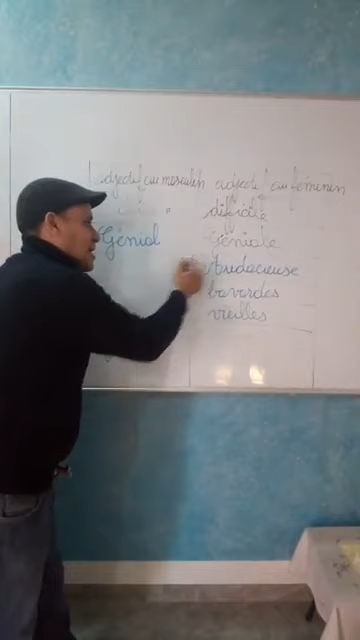 adjectif au masculin adjectif au féminin
difficile
Génial géniale
Audacieuse
bavardes
vieilles